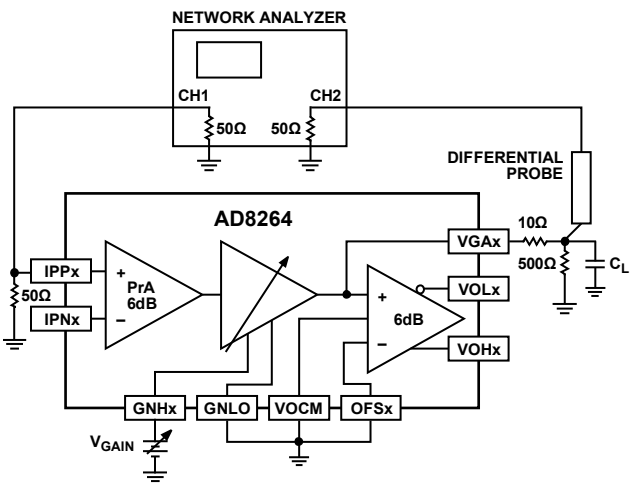 NETWORK ANALYZER
CH1
CH2
50Ω
50Ω
DIFFERENTIAL
PROBE
AD8264
VGAx
10Ω
500Ω
CL
IPPx
50Ω
IPNx
+
PrA
6dB
–
+
6dB
–
VOLx
VOHx
GNHx
GNLO
VOCM
OFSx
VGAIN